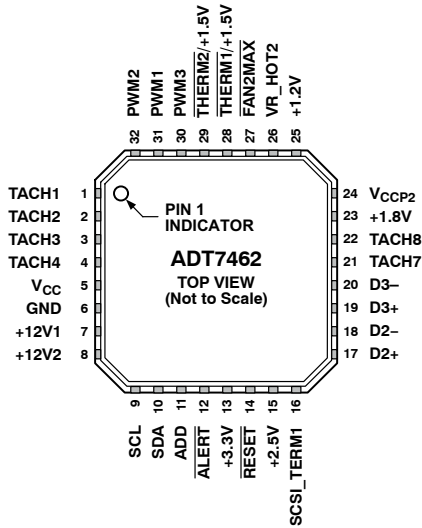 PWM2
PWM1
PWM3
THERM2/+1.5V
THERM1/+1.5V
FAN2MAX
VR_HOT2
+1.2V
32
31
30
29
28
27
26
25
TACH1 1
TACH2 2
TACH3 3
TACH4 4
VCC 5
GND 6
+12V1 7
+12V2 8
PIN 1
INDICATOR
ADT7462
TOP VIEW
(Not to Scale)
24 VCCP2
23 +1.8V
22 TACH8
21 TACH7
20 D3–
19 D3+
18 D2–
17 D2+
9
10
11
12
13
14
15
16
SCL
SDA
ADD
ALERT
+3.3V
RESET
+2.5V
SCSI_TERM1